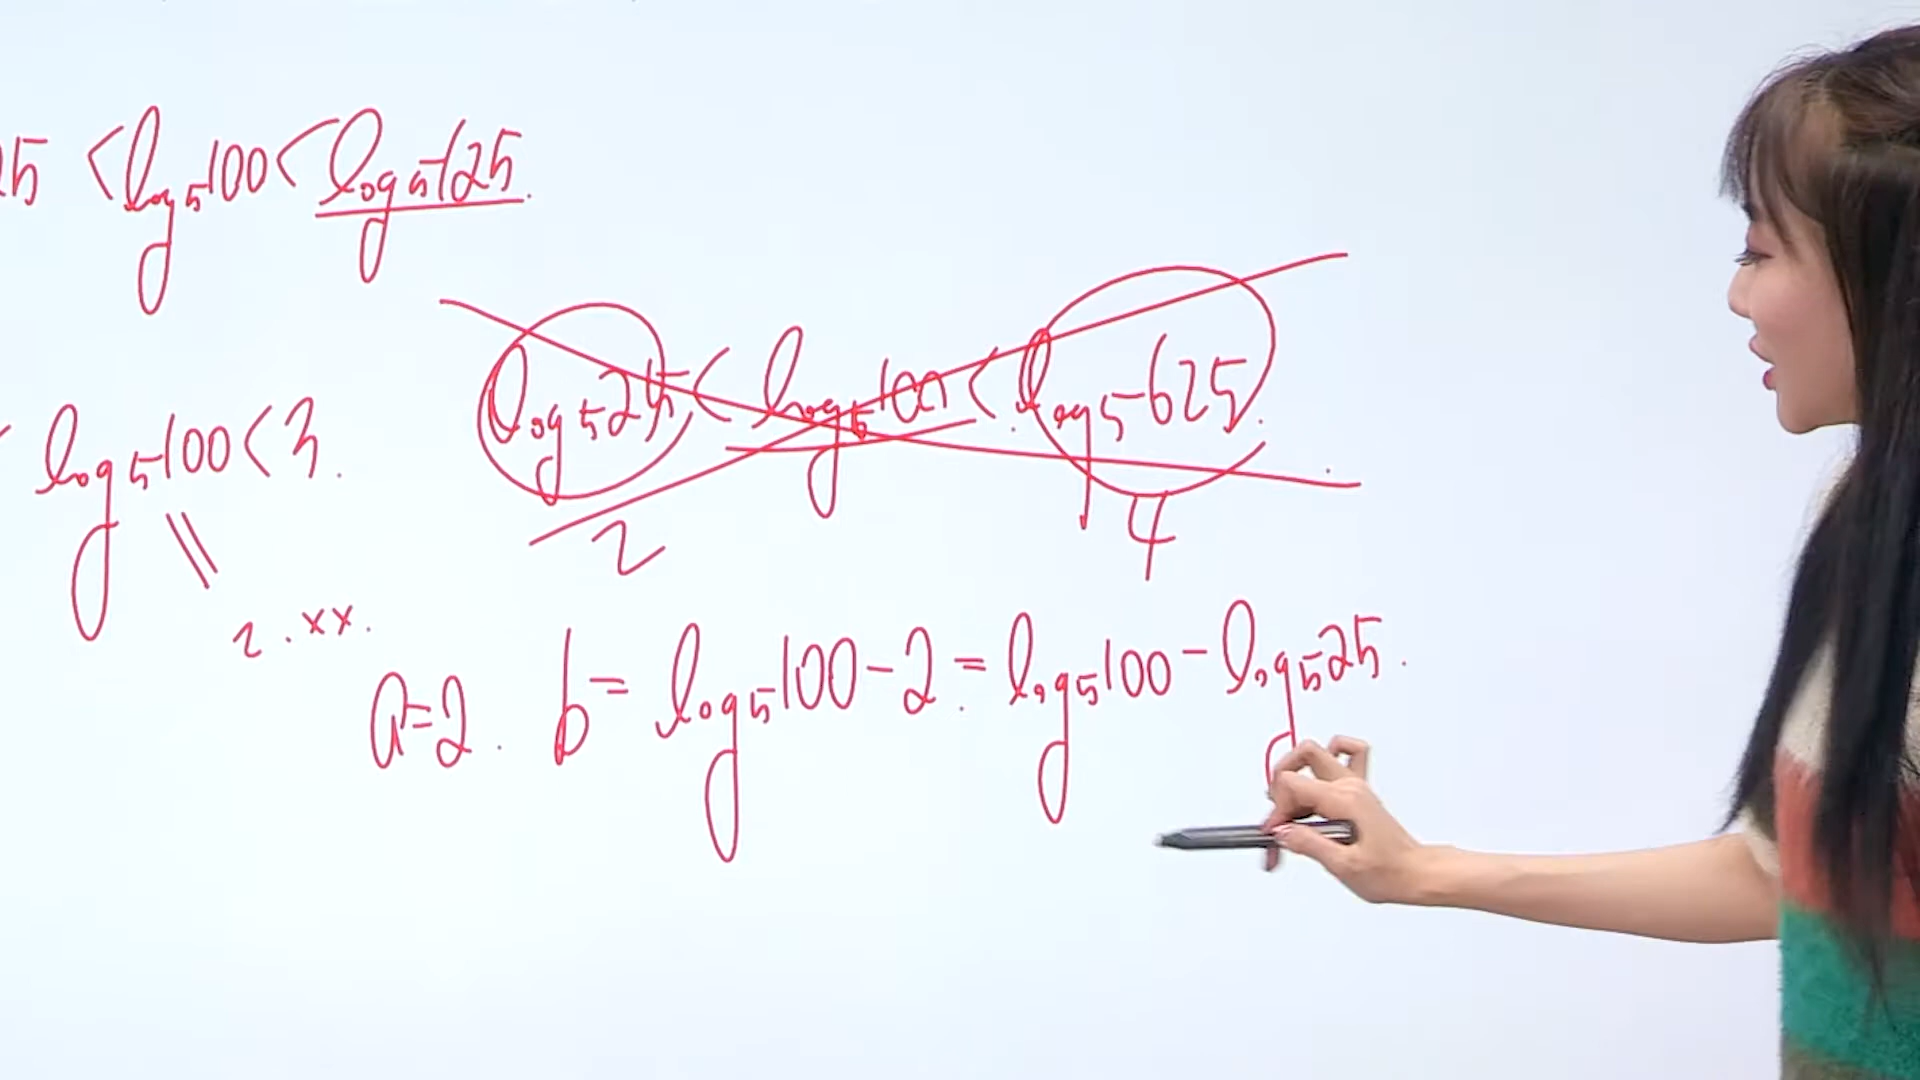 25 < log₅100 < log₅125.
log₅25 < log₅100 < log₅625.
< log₅100 < 3.
2 4
|| 
2.xx.
a=2. b = log₅100 - 2 = log₅100 - log₅25.